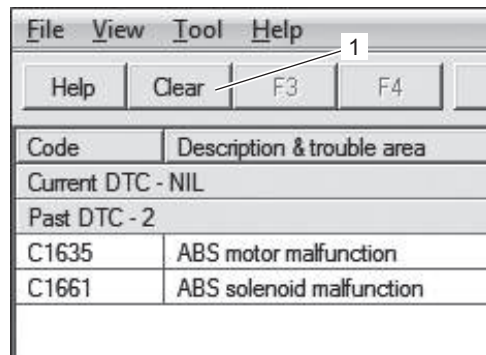 File View Tool Help
1
Help Clear F3 F4
Code Description & trouble area
Current DTC - NIL
Past DTC - 2
C1635 ABS motor malfunction
C1661 ABS solenoid malfunction